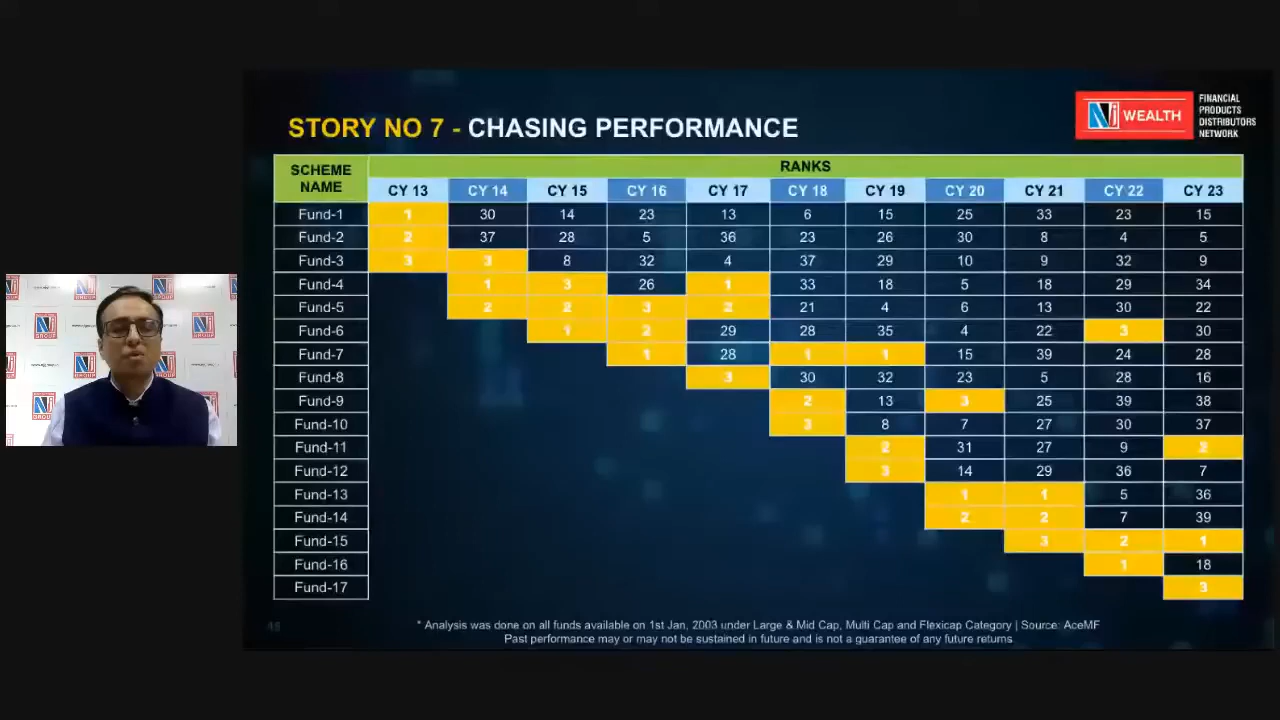 STORY NO 7 - CHASING PERFORMANCE
NJ WEALTH
FINANCIAL
PRODUCTS
DISTRIBUTORS
NETWORK
SCHEME NAME RANKS
CY 13 CY 14 CY 15 CY 16 CY 17 CY 18 CY 19 CY 20 CY 21 CY 22 CY 23
Fund-1 1 30 14 23 13 6 15 25 33 23 15
Fund-2 2 37 28 5 36 23 26 30 8 4 5
Fund-3 3 3 8 32 4 37 29 10 9 32 9
Fund-4 1 3 26 1 33 18 5 18 29 34
Fund-5 2 2 3 2 21 4 6 13 30 22
Fund-6 1 2 29 28 35 4 22 3 30
Fund-7 1 28 1 1 15 39 24 28
Fund-8 3 30 32 23 5 28 16
Fund-9 2 13 3 25 39 38
Fund-10 3 8 7 27 30 37
Fund-11 2 31 27 9 2
Fund-12 3 14 29 36 7
Fund-13 1 1 5 36
Fund-14 2 2 7 39
Fund-15 3 2 1
Fund-16 1 18
Fund-17 3
* Analysis was done on all funds available on 1st Jan, 2003 under Large & Mid Cap, Multi Cap and Flexicap Category | Source: AceMF
Past performance may or may not be sustained in future and is not a guarantee of any future returns